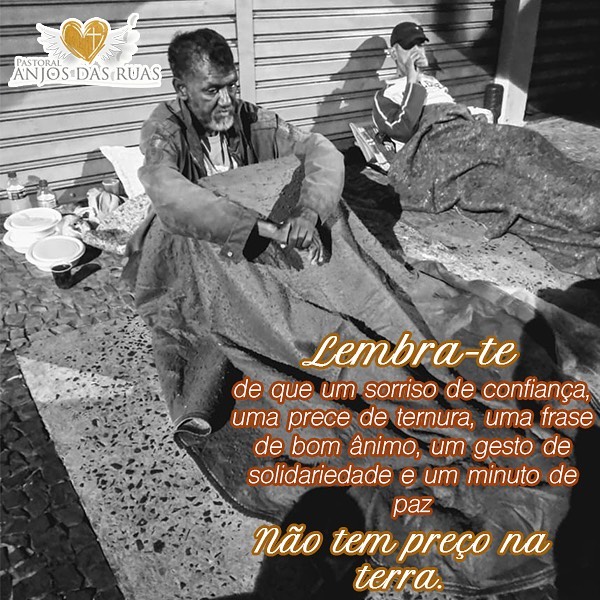 PASTORAL
ANJOS DAS RUAS
Lembra-te
de que um sorriso de confiança,
uma prece de ternura, uma frase
de bom ânimo, um gesto de
solidariedade e um minuto de
paz
Não tem preço na
terra.